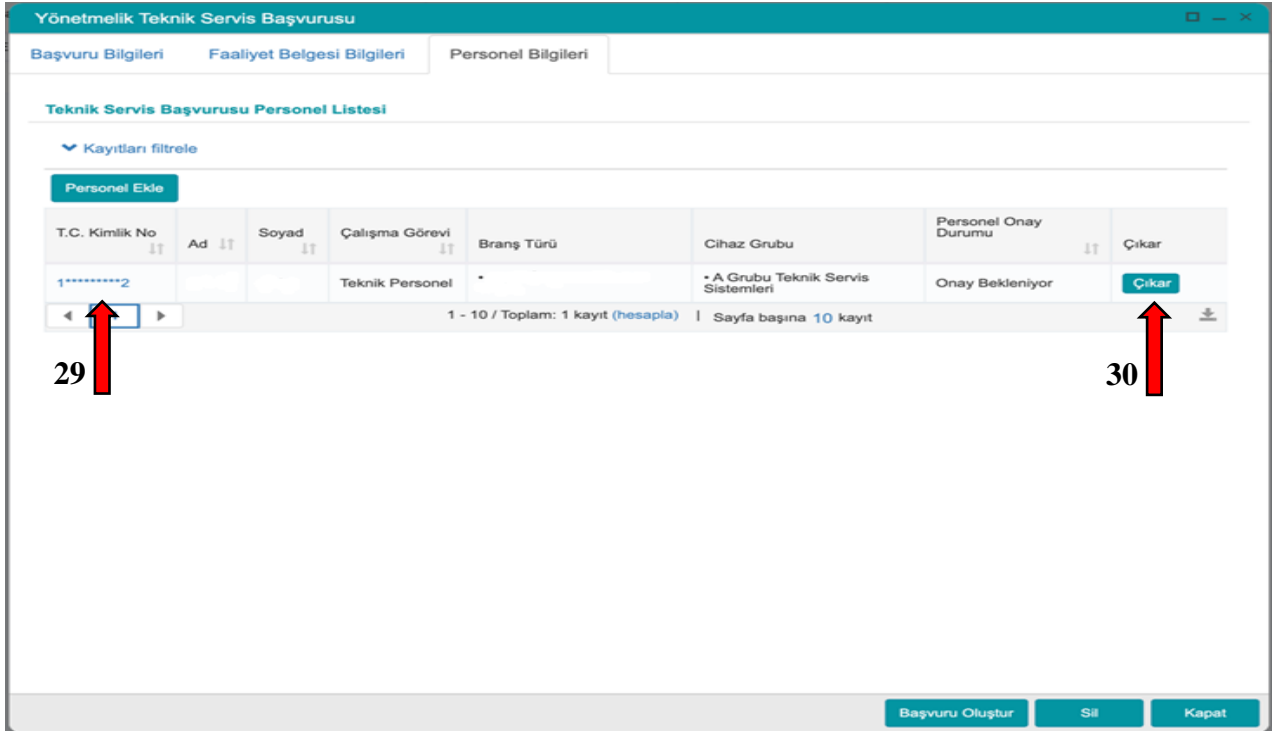 Yönetmelik Teknik Servis Başvurusu
Başvuru Bilgileri Faaliyet Belgesi Bilgileri Personel Bilgileri
Teknik Servis Başvurusu Personel Listesi
Kayıtları filtrele
Personel Ekle
T.C. Kimlik No Ad Soyad Çalışma Görevi Branş Türü Cihaz Grubu Personel Onay Durumu Çıkar
1*********2 Teknik Personel • • A Grubu Teknik Servis Sistemleri Onay Bekleniyor Çıkar
1 - 10 / Toplam: 1 kayıt (hesapla) | Sayfa başına 10 kayıt
29 30
Başvuru Oluştur Sil Kapat